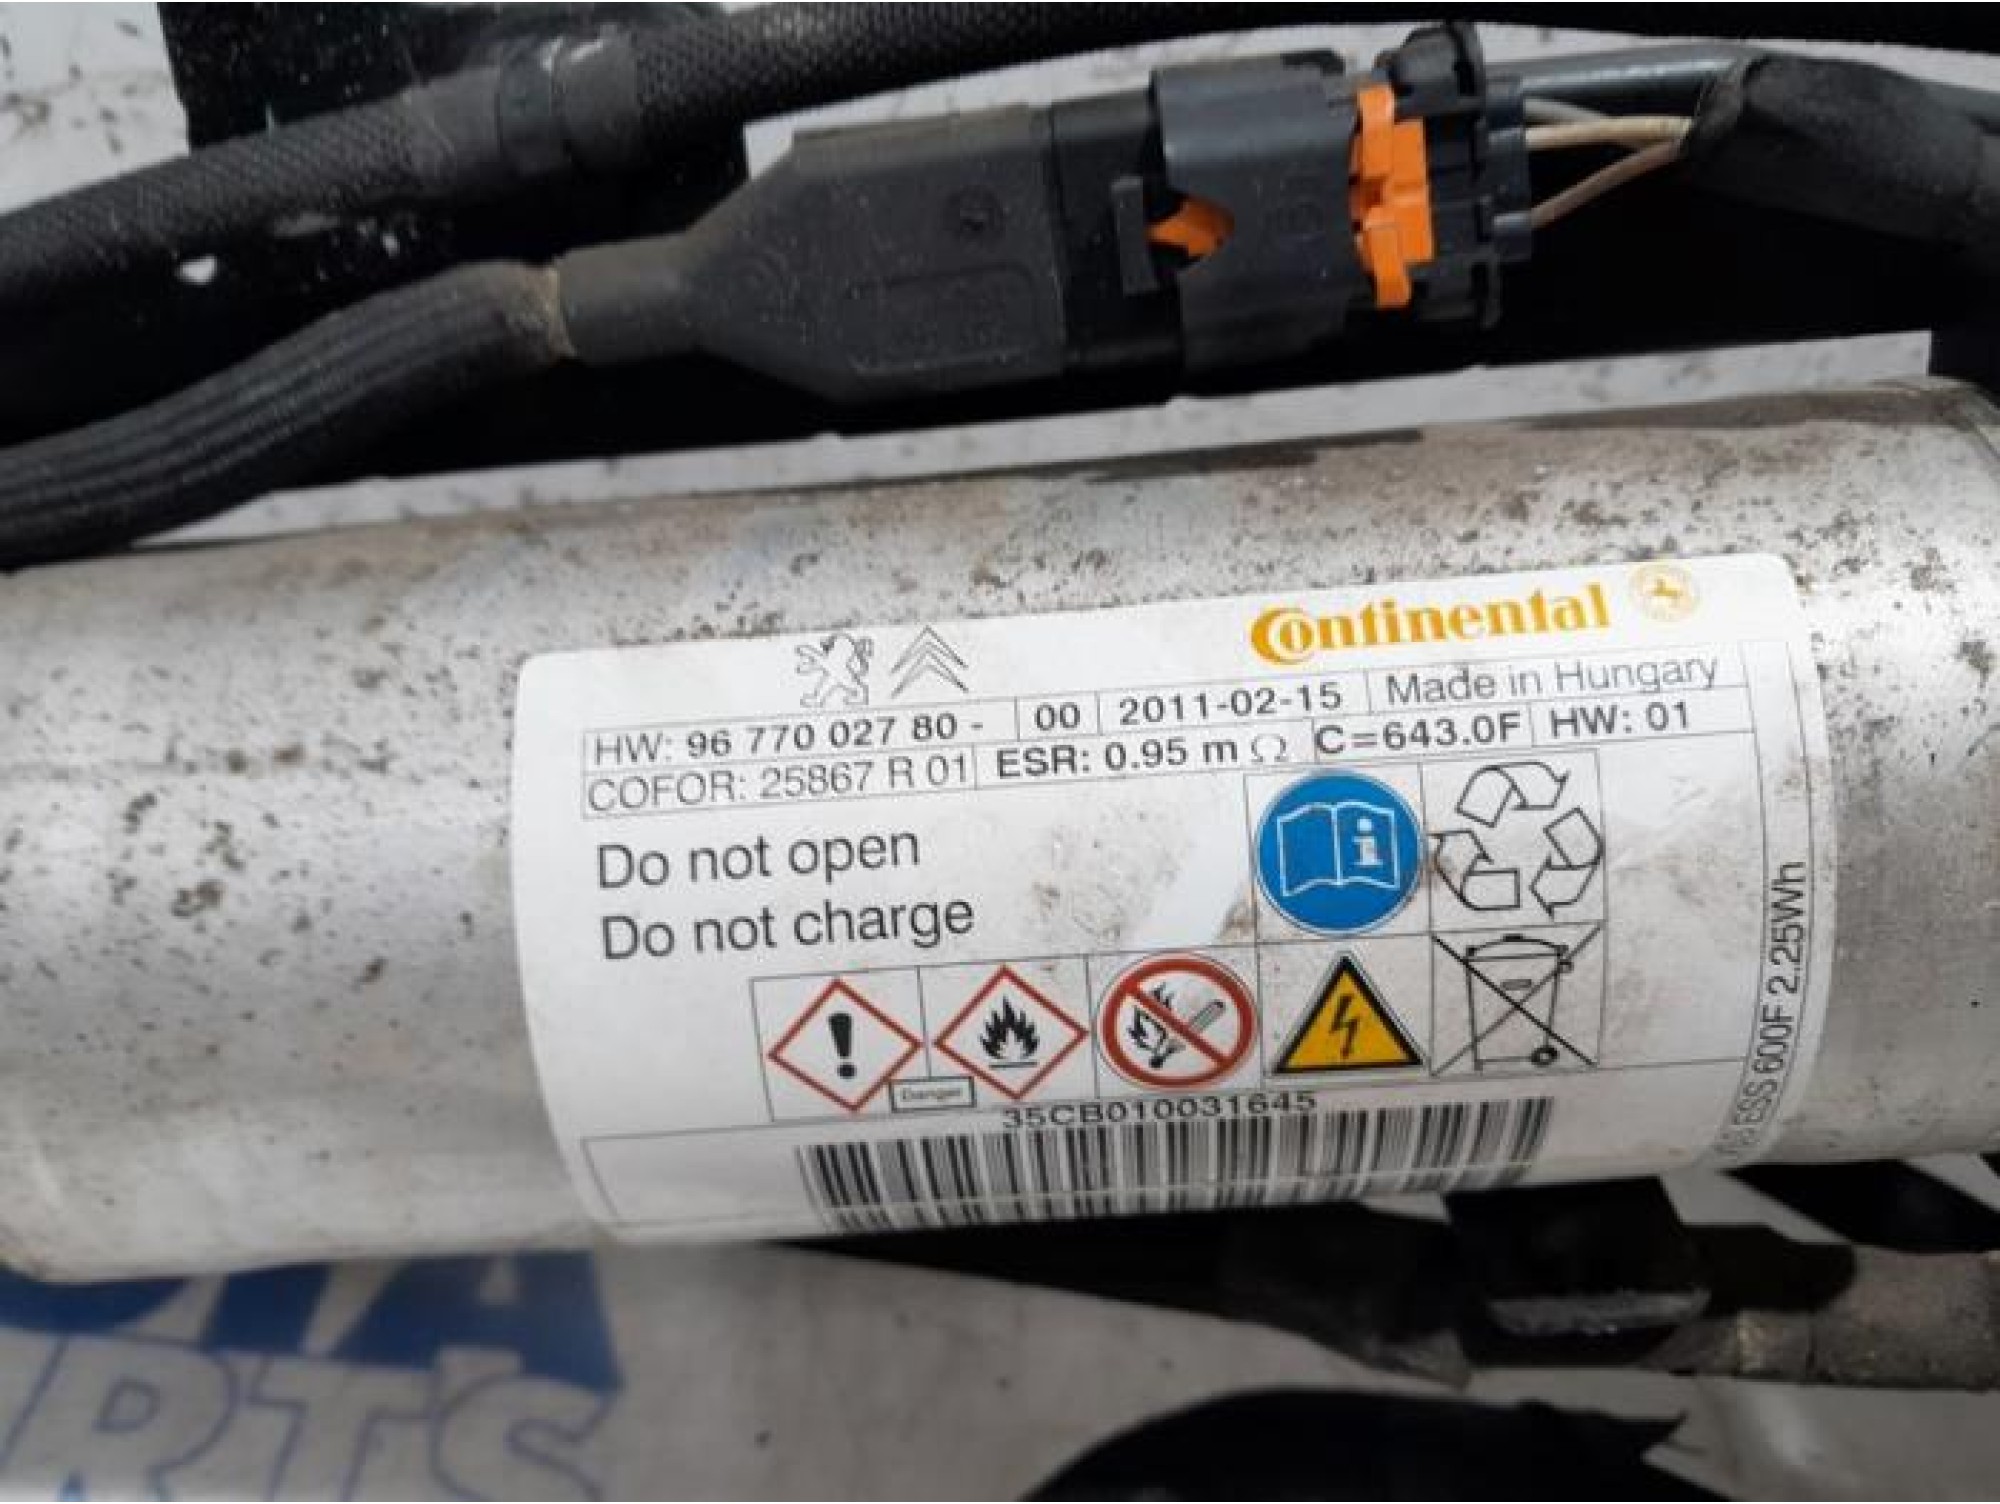 Continental
HW: 96 770 027 80 - 00 2011-02-15 Made in Hungary
COFOR: 25867 R 01 ESR: 0.95 m Ω C=643.0F HW: 01
Do not open
Do not charge
Danger
35CB010031645
ESS 600F 2.25Wh
RTS